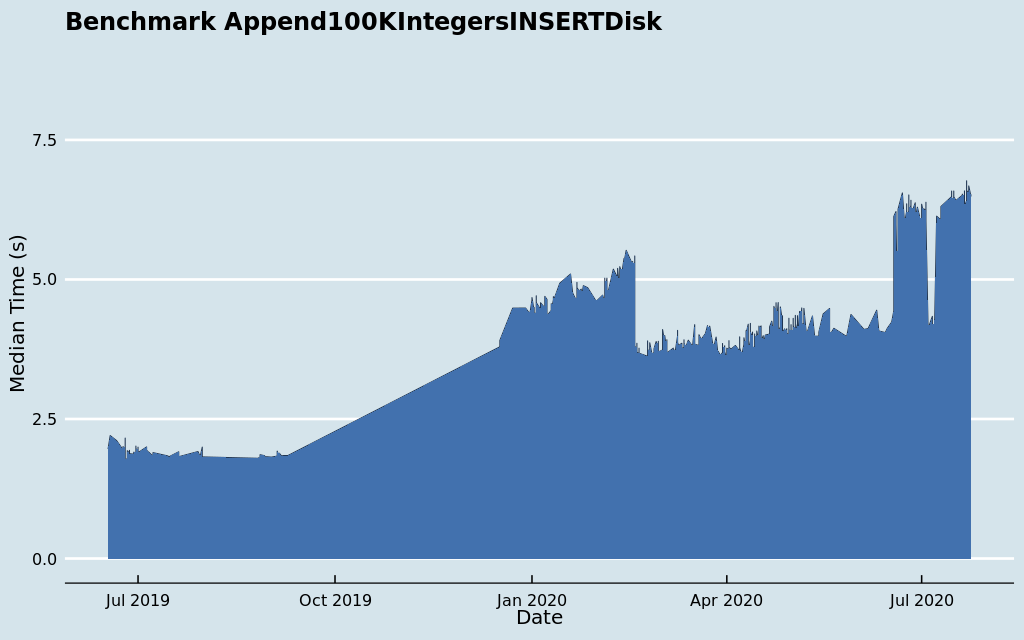 Benchmark Append100KIntegersINSERTDisk
7.5
5.0
2.5
0.0
Median Time (s)
Jul 2019 Oct 2019 Jan 2020 Apr 2020 Jul 2020
Date